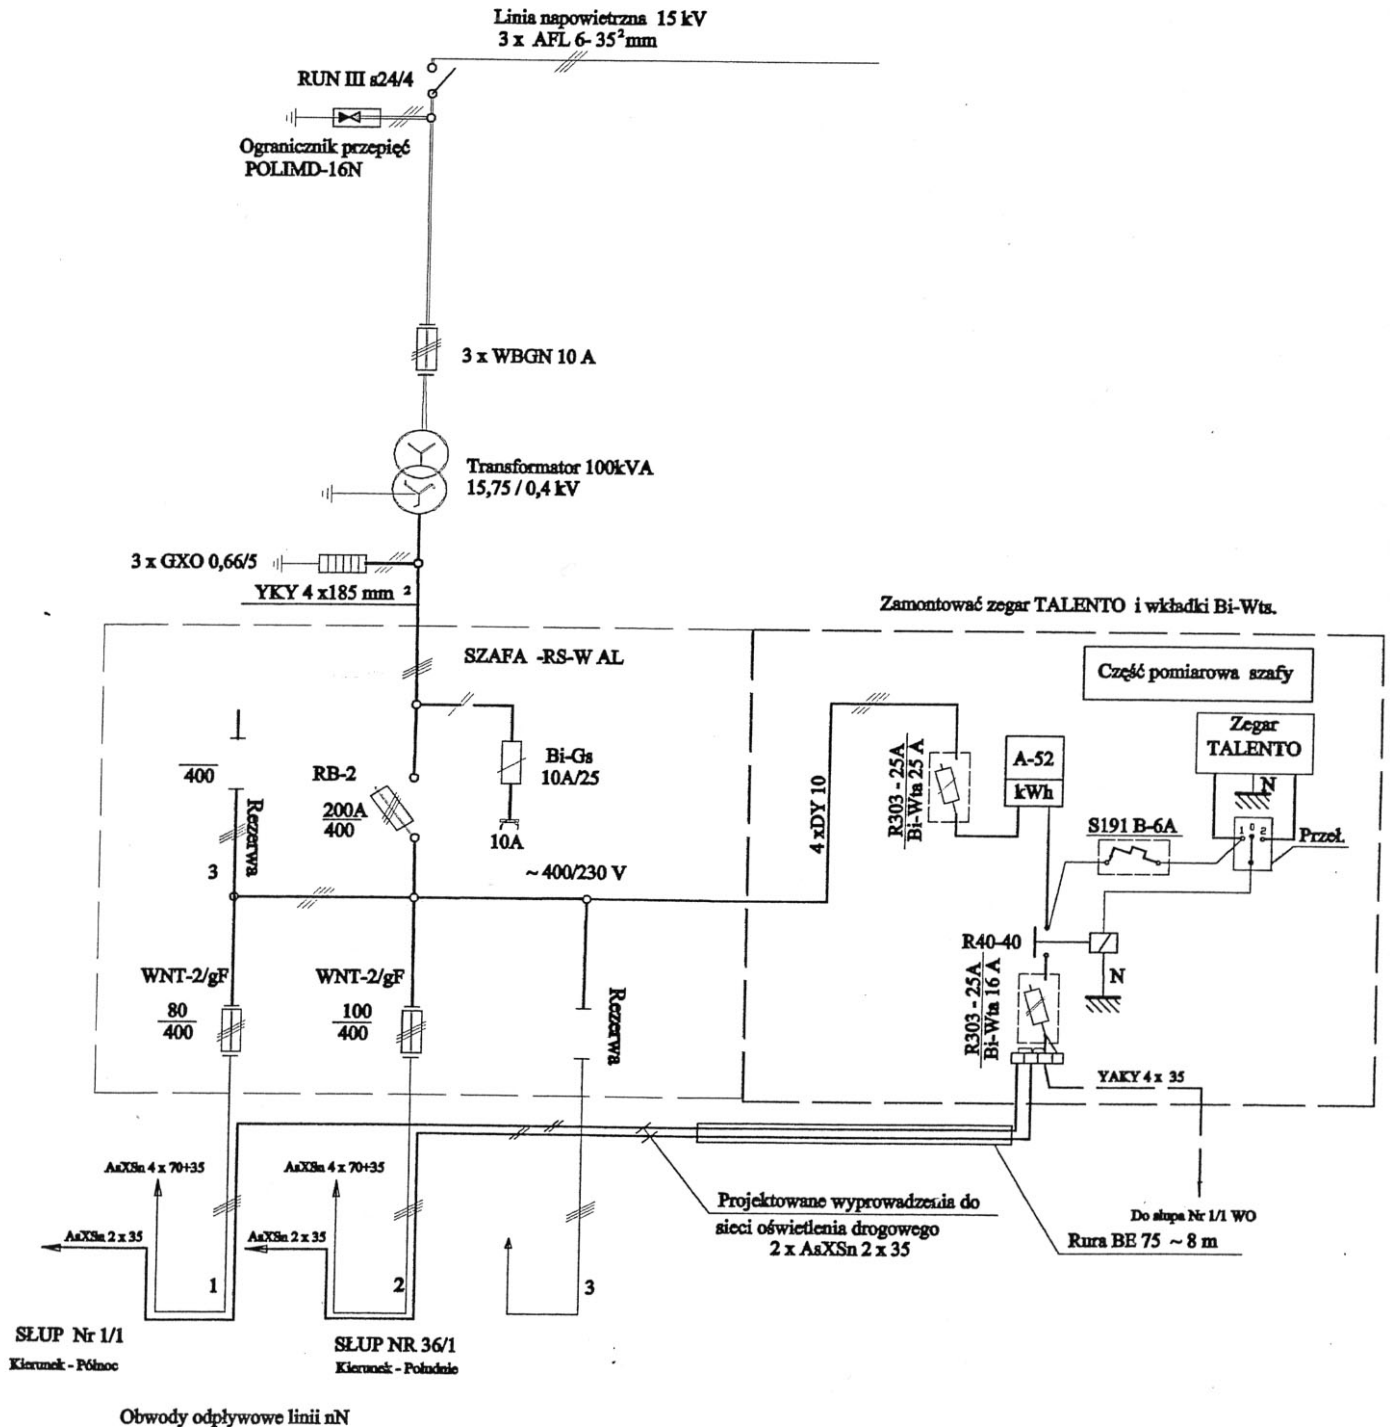 Linia napowietrzna 15 kV
3 x AFL 6- 35²mm
RUN III s24/4
Ogranicznik przepięć
POLIMD-16N
3 x WBGN 10 A
Transformator 100kVA
15,75 / 0,4 kV
3 x GXO 0,66/5
YKY 4 x185 mm ²
Zamontować zegar TALENTO i wkładki Bi-Wts.
SZAFA -RS-W AL
Część pomiarowa szafy
Zegar
TALENTO
N
400
Rezerwa
3
RB-2
200A
400
Bi-Gs
10A/25
10A
~ 400/230 V
4 xDY 10
R303 - 25A
Bi-Wta 25 A
A-52
kWh
S191 B-6A
1 0 2
Przeł.
R40-40
N
R303 - 25A
Bi-Wta 16 A
WNT-2/gF
80
400
WNT-2/gF
100
400
Rezerwa
YAKY 4 x 35
AsXSn 4 x 70+35
AsXSn 4 x 70+35
AsXSn 2 x 35
AsXSn 2 x 35
1
2
3
Projektowane wyprowadzenia do
sieci oświetlenia drogowego
2 x AsXSn 2 x 35
Do słupa Nr 1/1 WO
Rura BE 75 ~ 8 m
SŁUP Nr 1/1
Kierunek - Północ
SŁUP NR 36/1
Kierunek - Południe
Obwody odpływowe linii nN